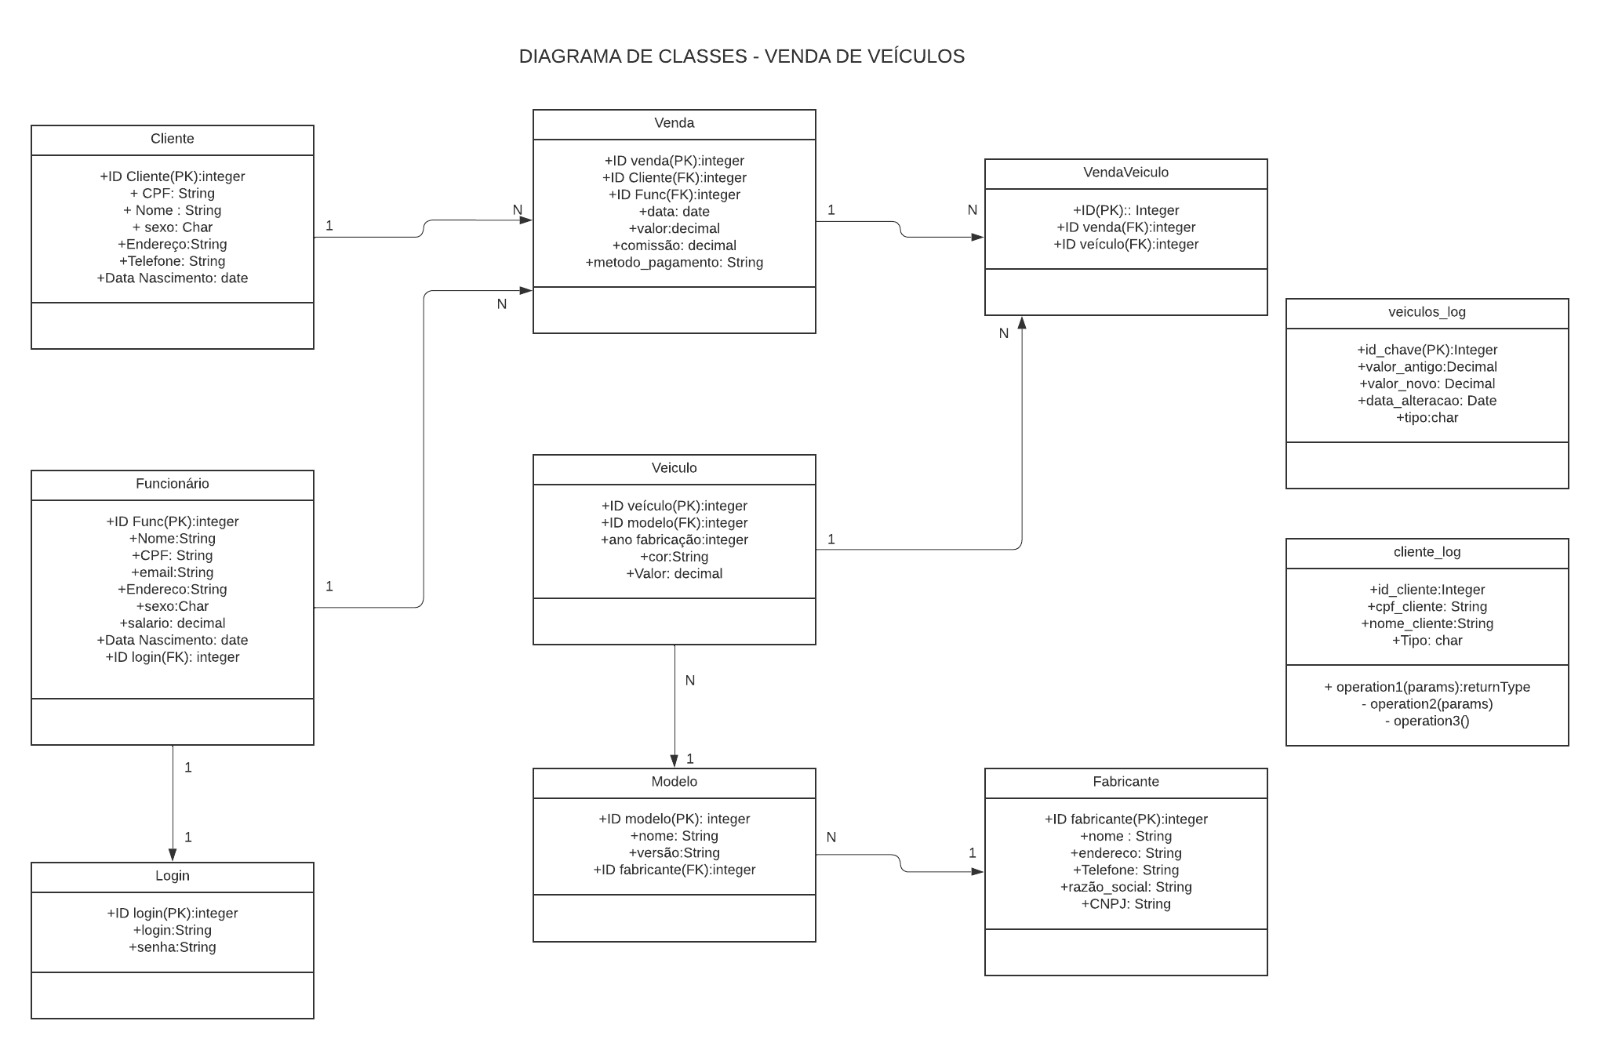 DIAGRAMA DE CLASSES - VENDA DE VEÍCULOS
Cliente
+ID Cliente(PK):integer
+ CPF: String
+ Nome : String
+ sexo: Char
+Endereço:String
+Telefone: String
+Data Nascimento: date
1
N
Venda
+ID venda(PK):integer
+ID Cliente(FK):integer
+ID Func(FK):integer
+data: date
+valor:decimal
+comissão: decimal
+metodo_pagamento: String
1
N
VendaVeiculo
+ID(PK):: Integer
+ID venda(FK):integer
+ID veículo(FK):integer
N
N
veiculos_log
+id_chave(PK):Integer
+valor_antigo:Decimal
+valor_novo: Decimal
+data_alteracao: Date
+tipo:char
Funcionário
+ID Func(PK):integer
+Nome:String
+CPF: String
+email:String
+Endereco:String
+sexo:Char
+salario: decimal
+Data Nascimento: date
+ID login(FK): integer
1
Veiculo
+ID veículo(PK):integer
+ID modelo(FK):integer
+ano fabricação:integer
+cor:String
+Valor: decimal
1
cliente_log
+id_cliente:Integer
+cpf_cliente: String
+nome_cliente:String
+Tipo: char
+ operation1(params):returnType
- operation2(params)
- operation3()
N
1
1
1
Login
+ID login(PK):integer
+login:String
+senha:String
Modelo
+ID modelo(PK): integer
+nome: String
+versão:String
+ID fabricante(FK):integer
N
1
Fabricante
+ID fabricante(PK):integer
+nome : String
+endereco: String
+Telefone: String
+razão_social: String
+CNPJ: String